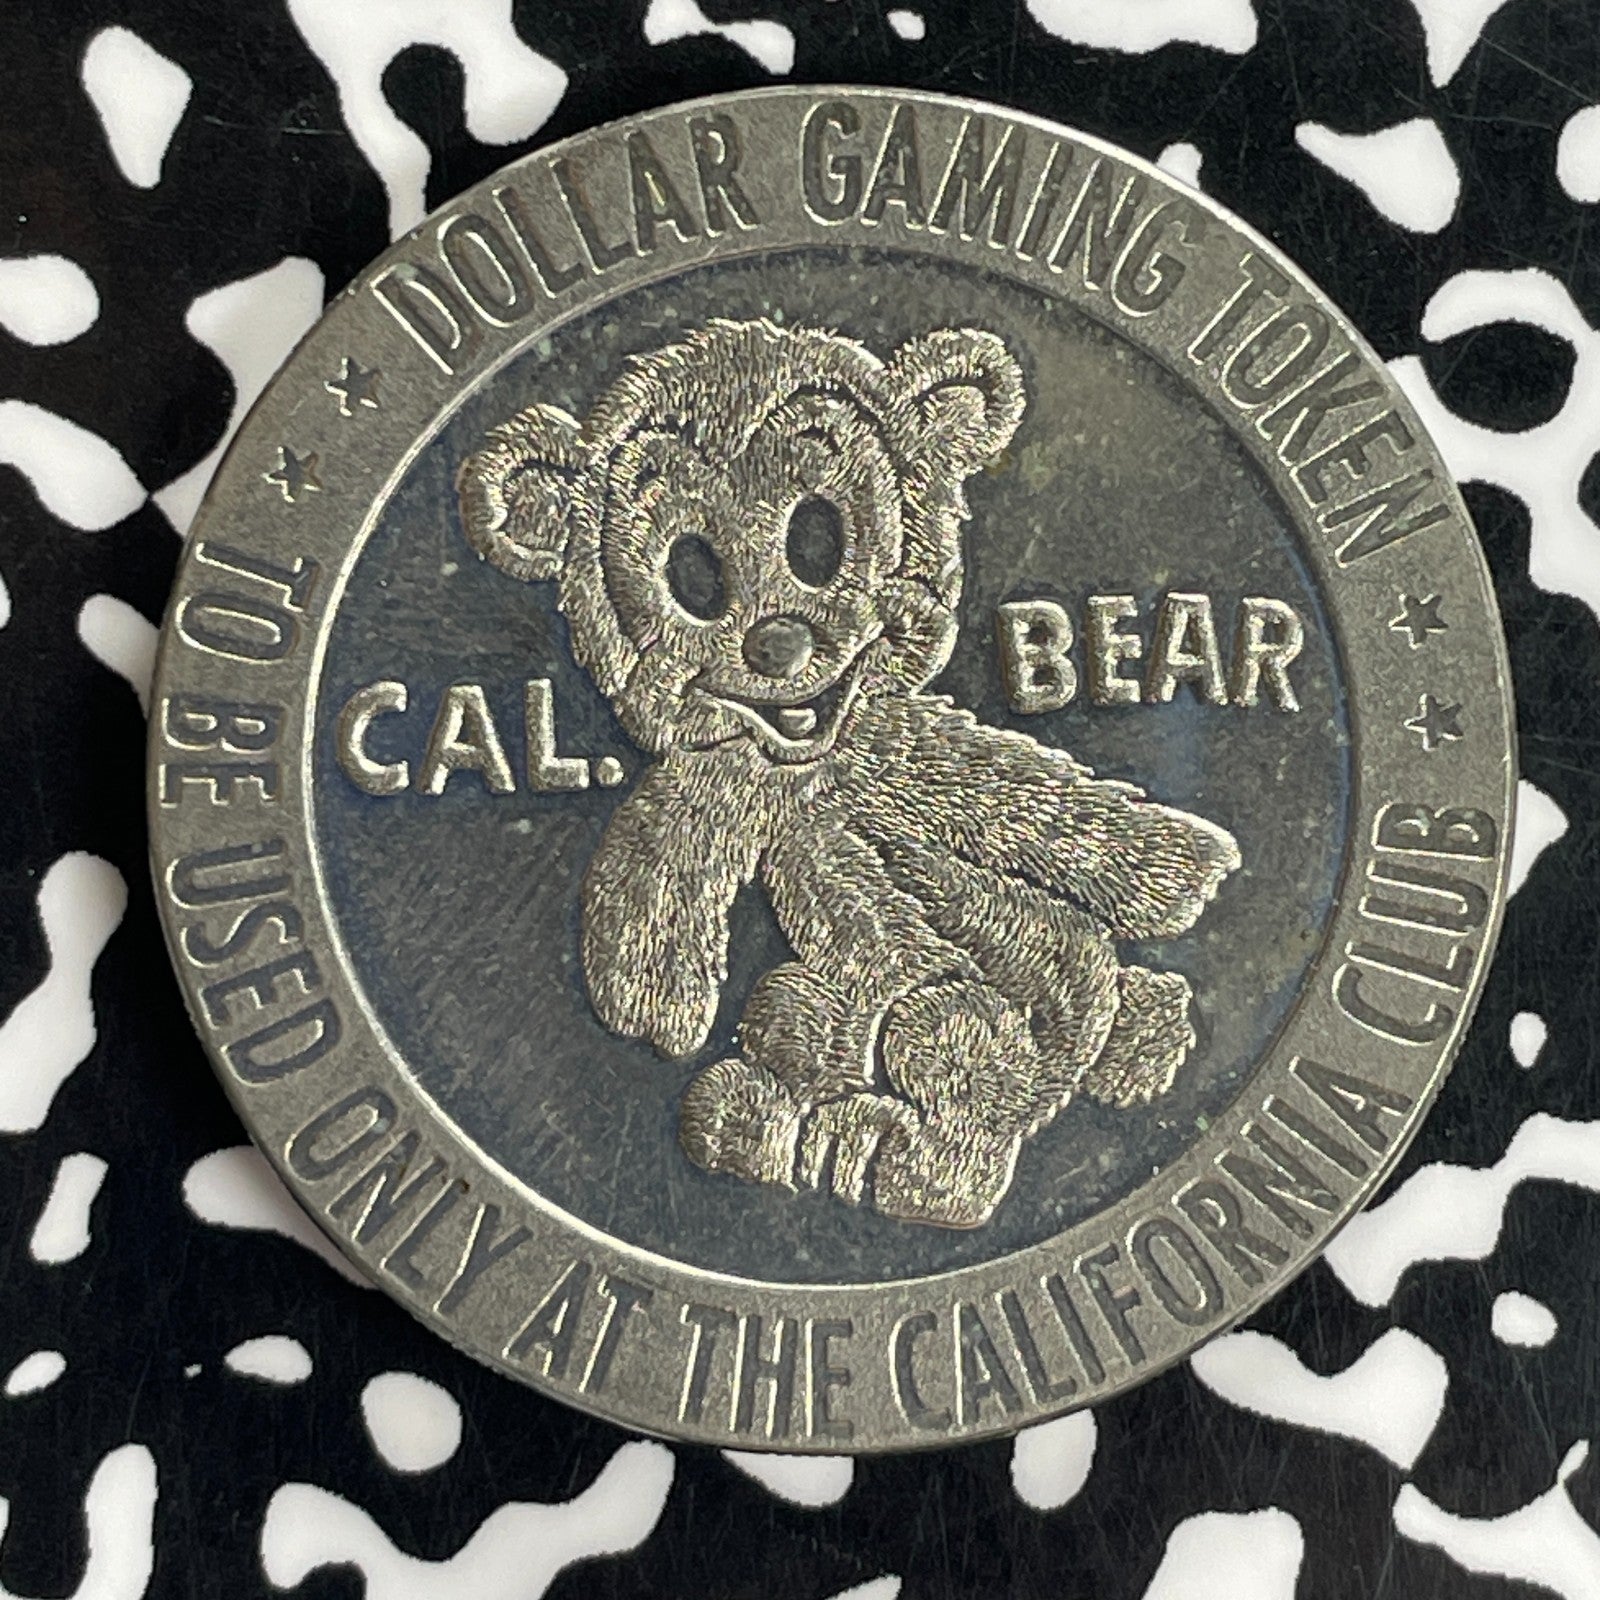 DOLLAR GAMING TOKEN
CAL. BEAR
TO BE USED ONLY AT THE CALIFORNIA CLUB